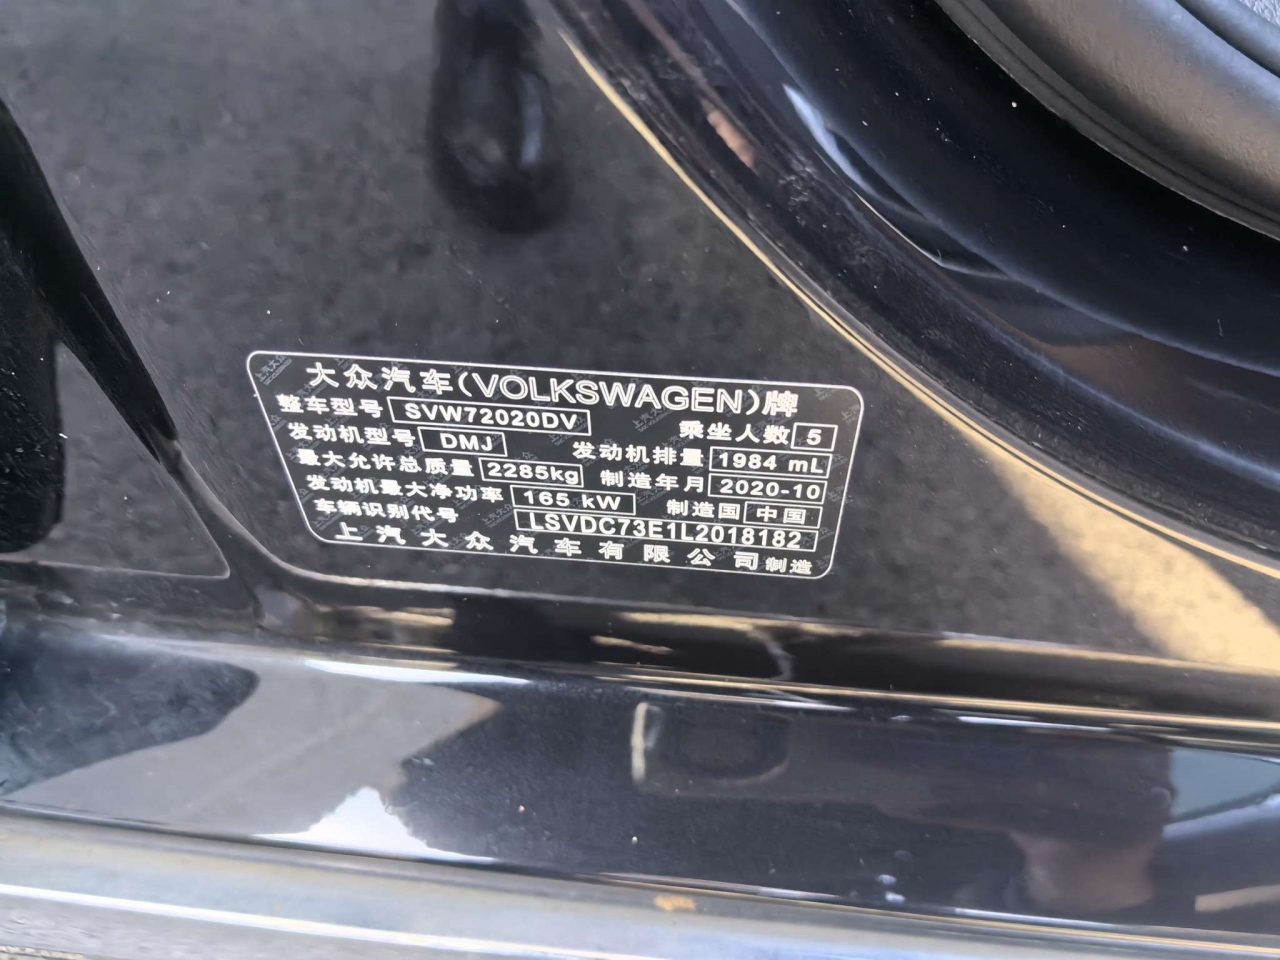 大众汽车(VOLKSWAGEN)牌
整车型号 SVW72020DV 乘坐人数 5
发动机型号 DMJ 发动机排量 1984 mL
最大允许总质量 2285kg 制造年月 2020-10
发动机最大净功率 165 kW 制造国 中国
车辆识别代号 LSVDC73E1L2018182
上汽大众汽车有限公司 制造